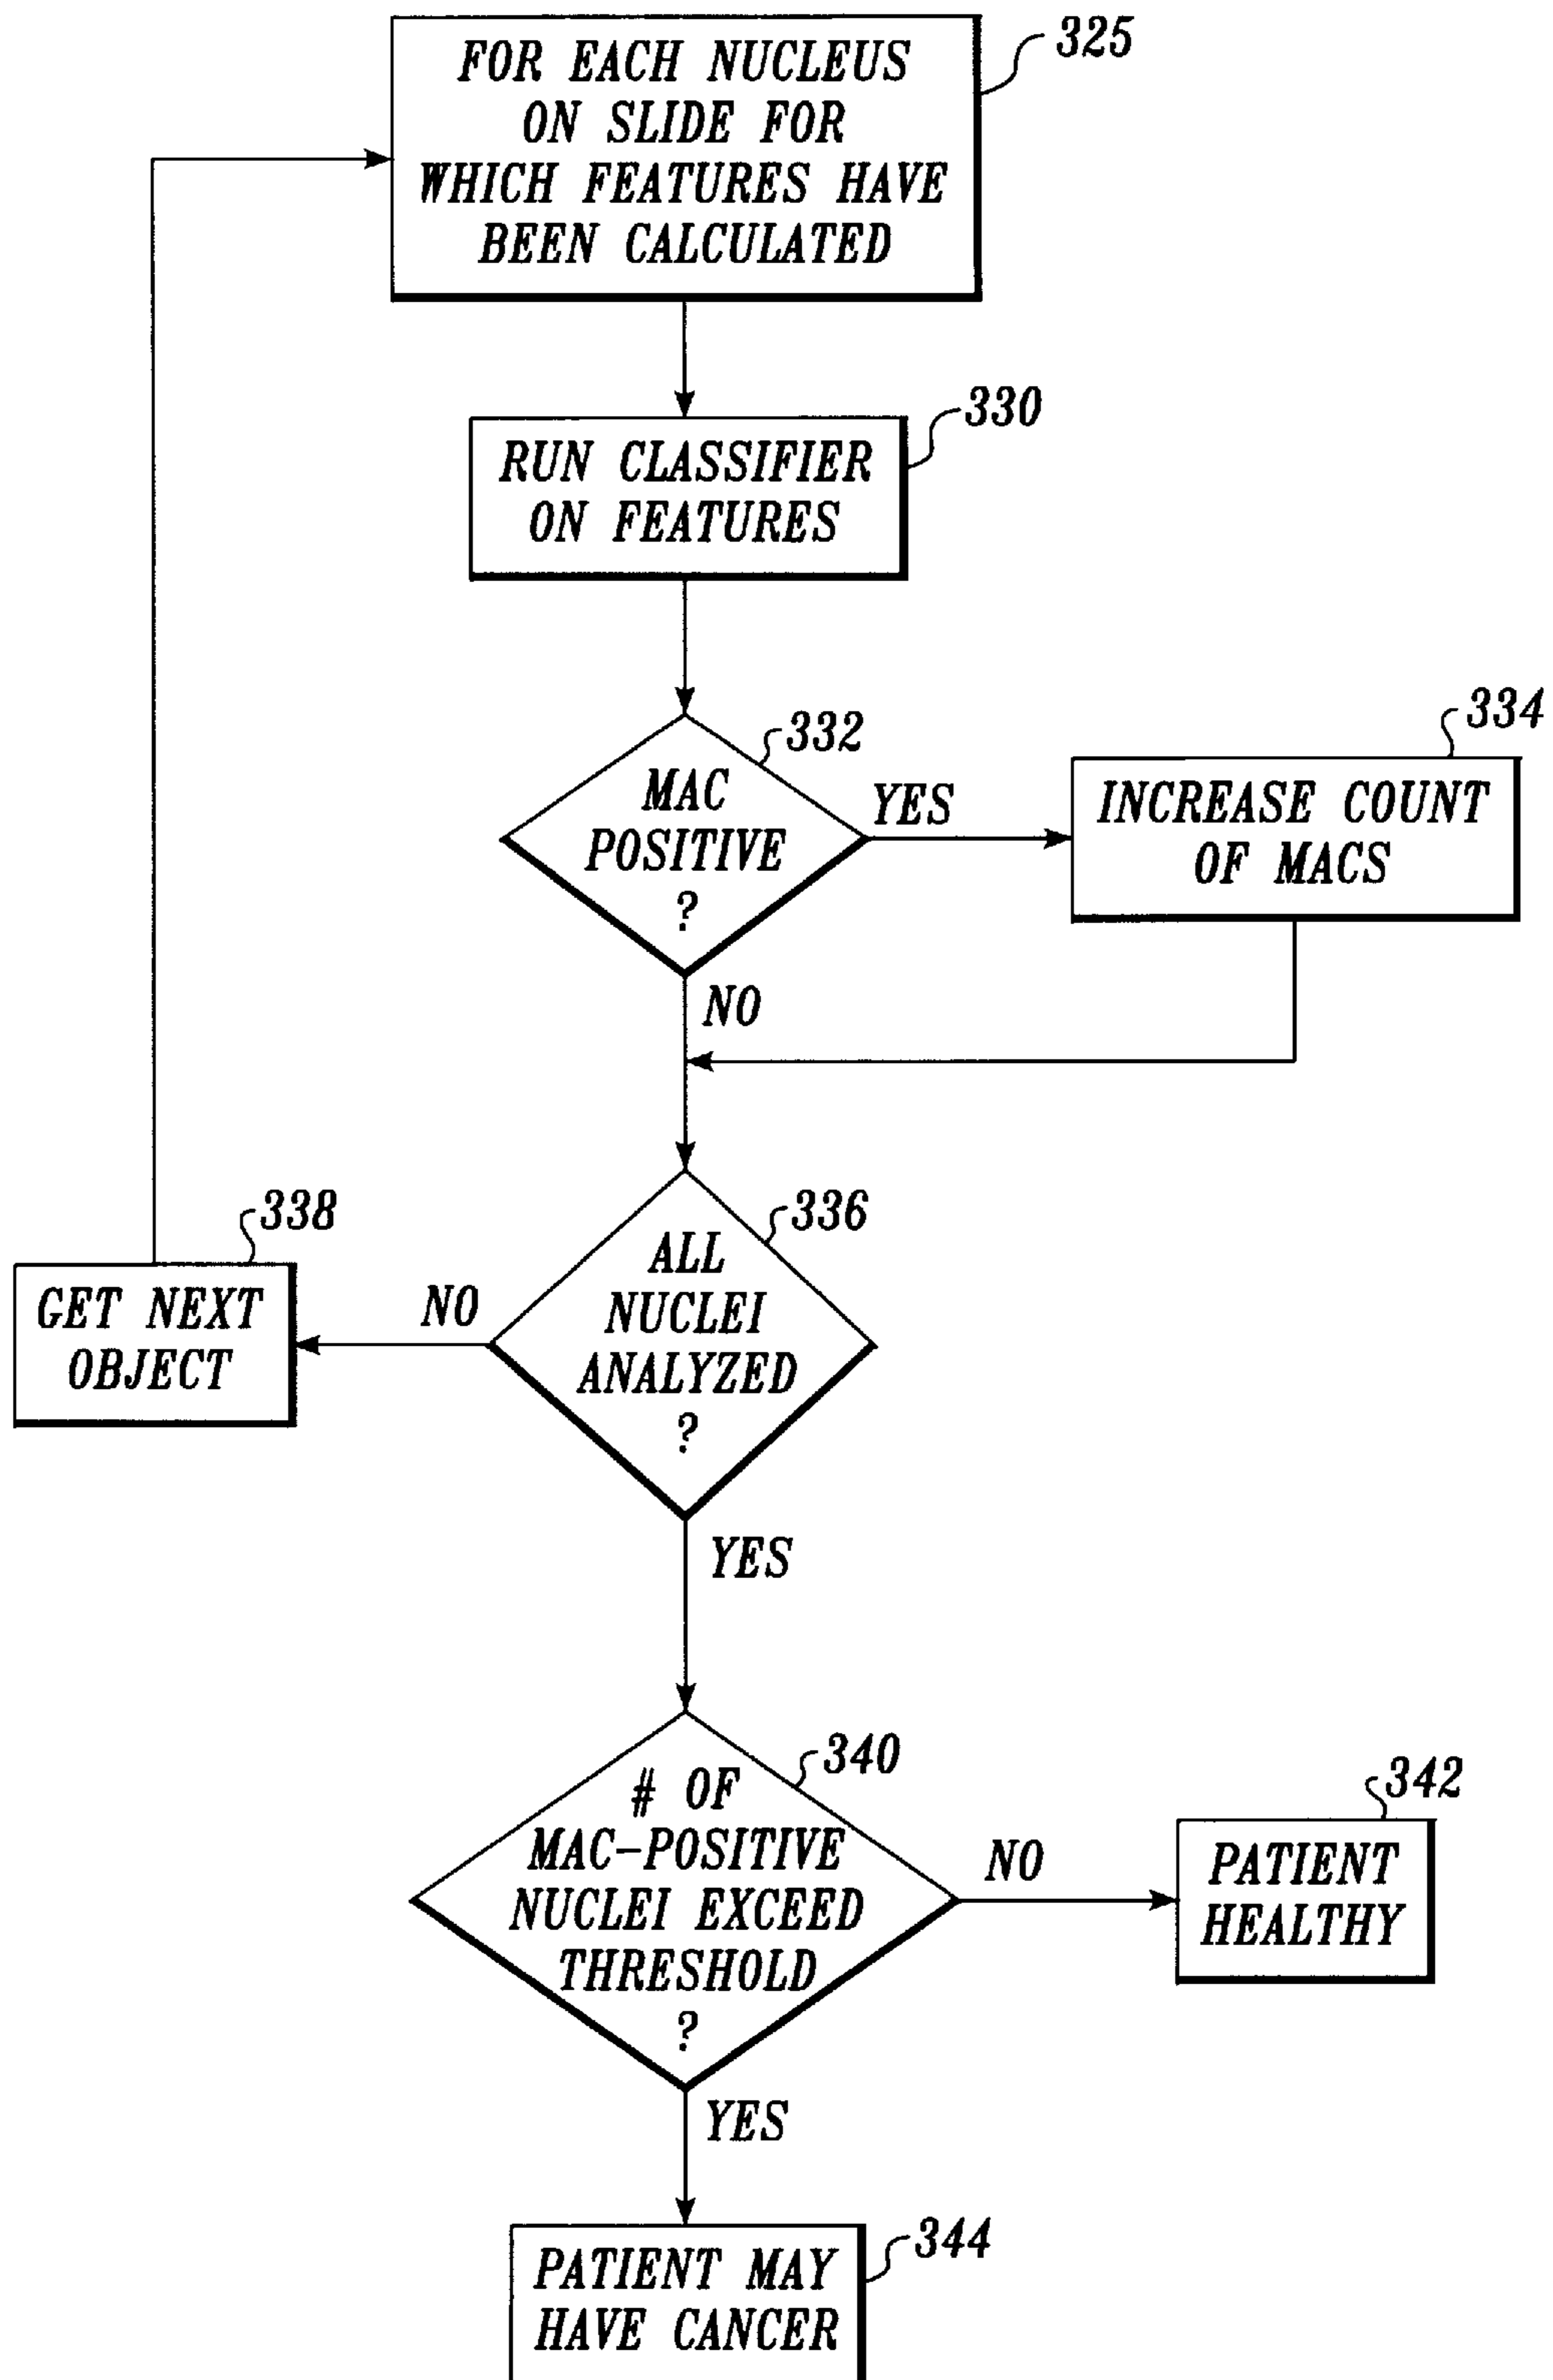 FOR EACH NUCLEUS
ON SLIDE FOR
WHICH FEATURES HAVE
BEEN CALCULATED
325
RUN CLASSIFIER
ON FEATURES
330
MAC
POSITIVE
?
332
YES
INCREASE COUNT
OF MACS
334
NO
ALL
NUCLEI
ANALYZED
?
336
NO
GET NEXT
OBJECT
338
YES
# OF
MAC-POSITIVE
NUCLEI EXCEED
THRESHOLD
?
340
NO
PATIENT
HEALTHY
342
YES
PATIENT MAY
HAVE CANCER
344